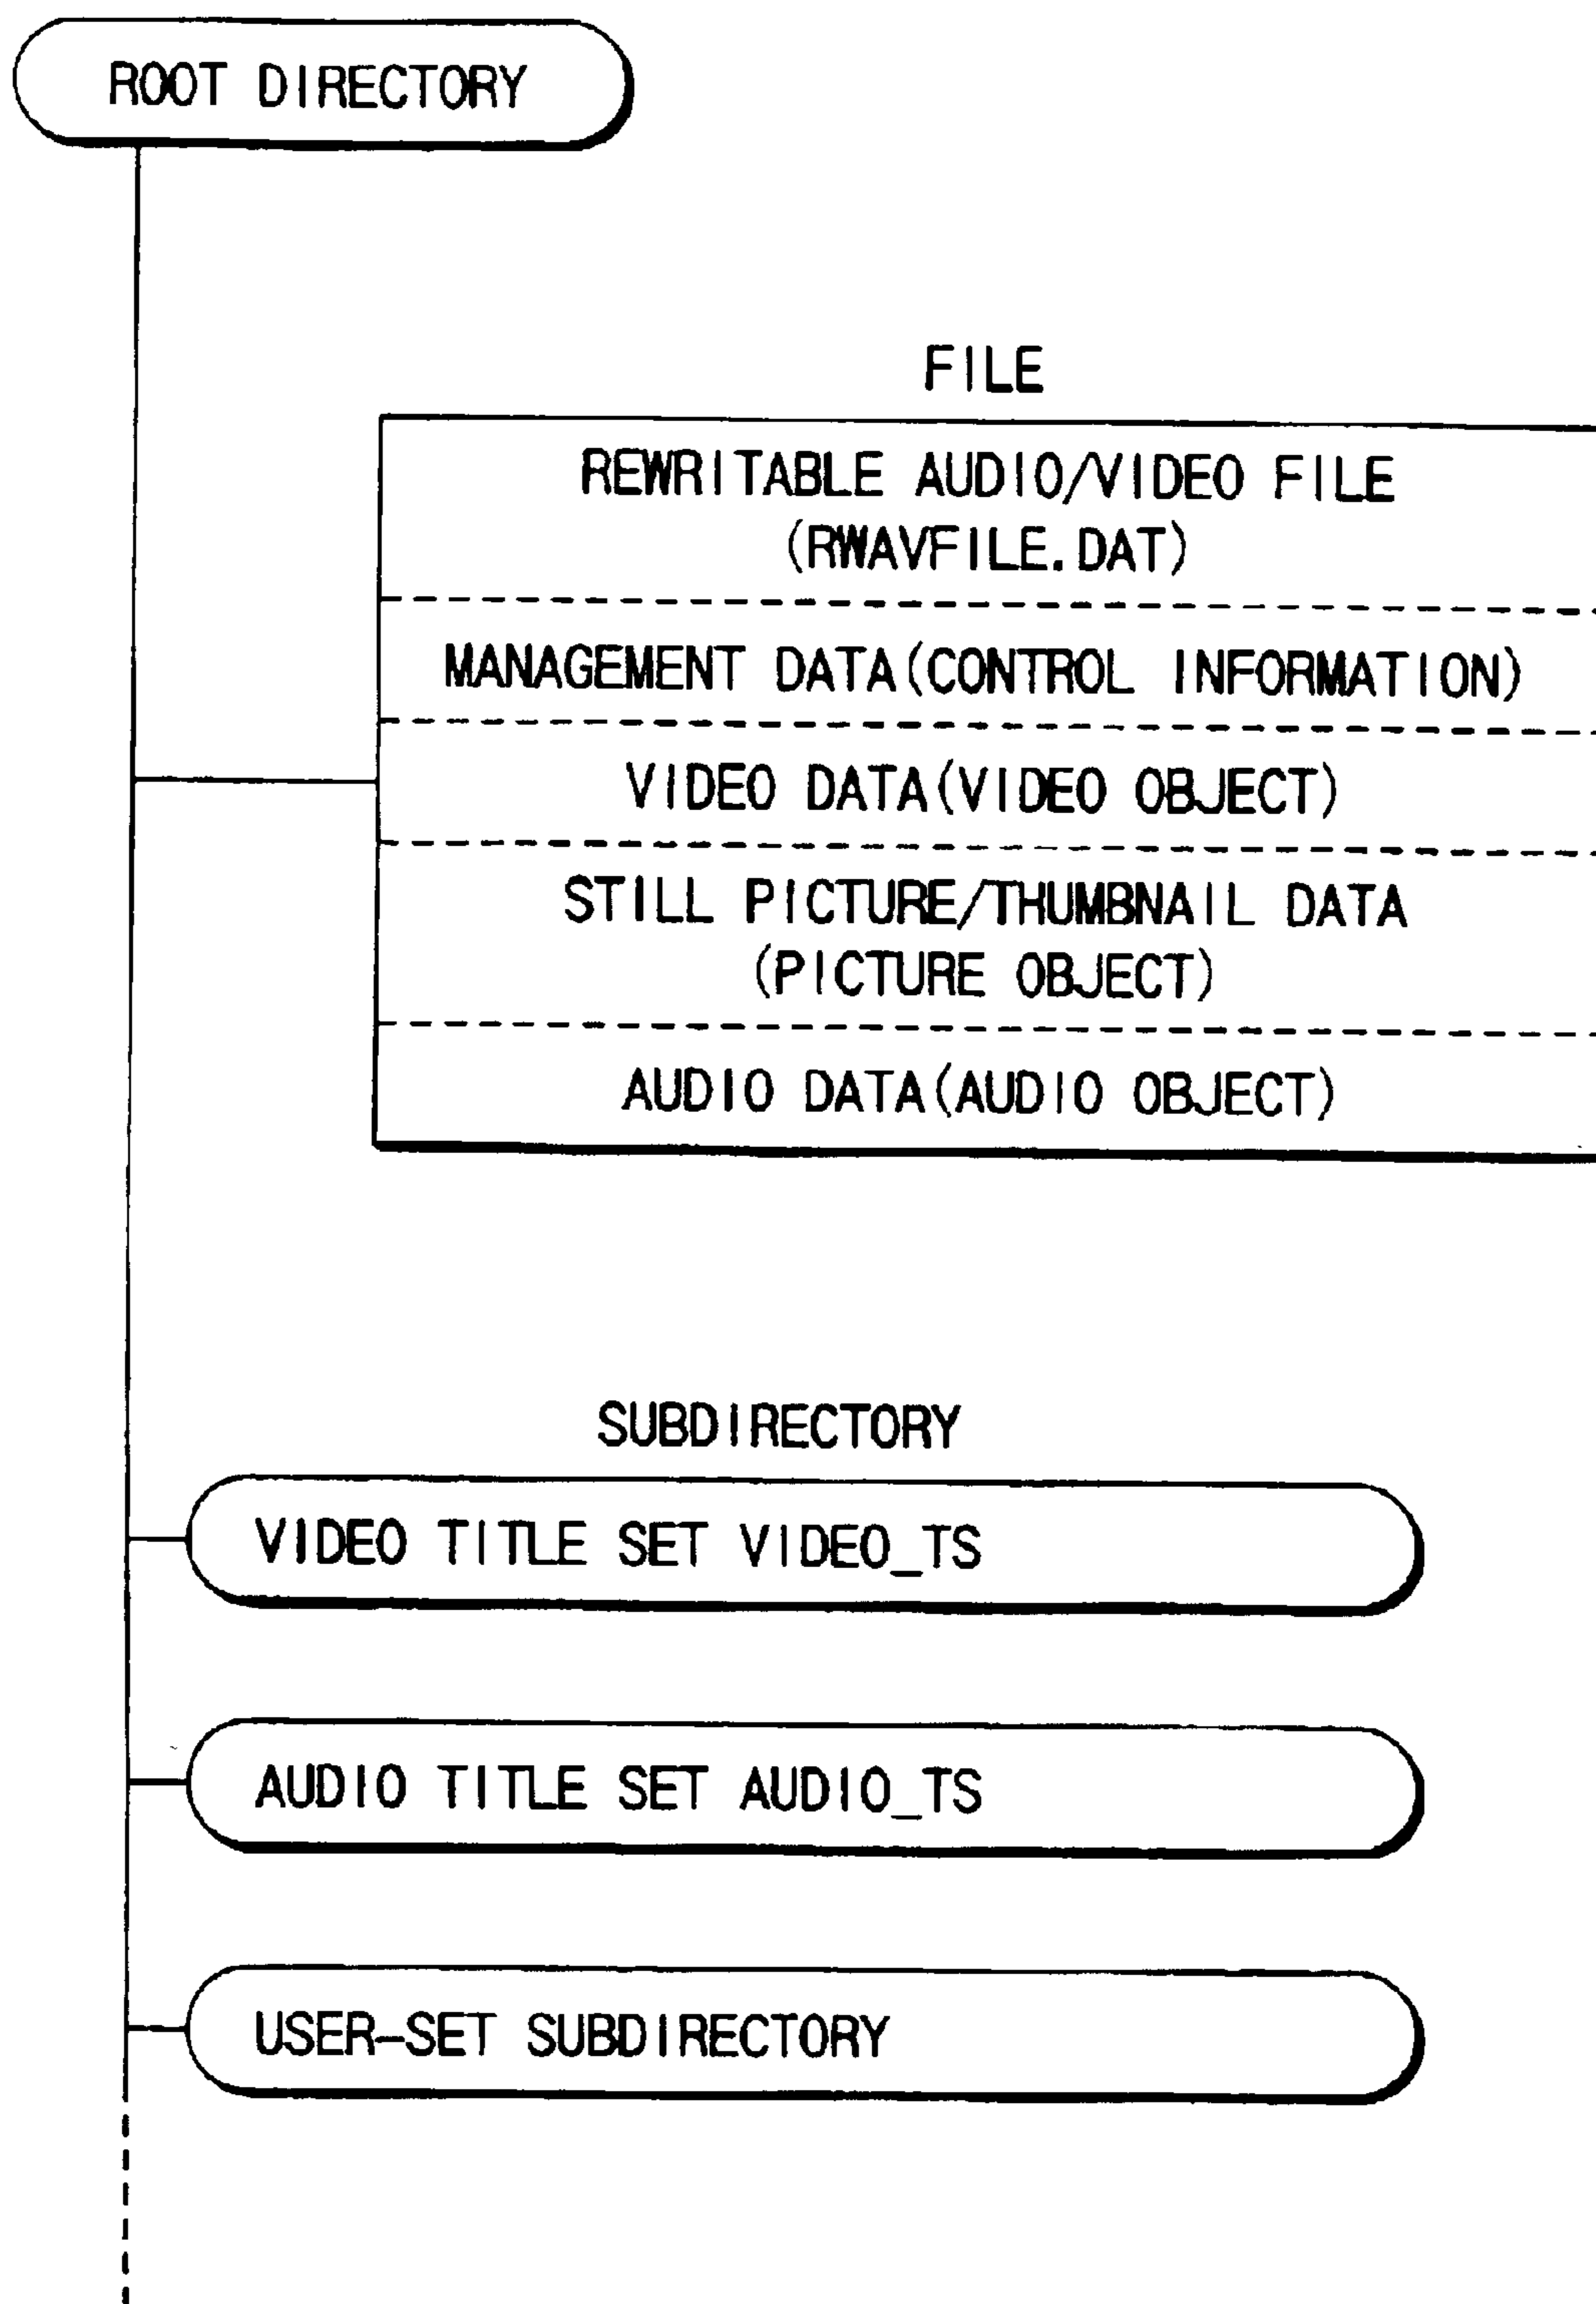 ROOT DIRECTORY
FILE
REWRITABLE AUDIO/VIDEO FILE
(RWAVFILE.DAT)
MANAGEMENT DATA(CONTROL INFORMATION)
VIDEO DATA(VIDEO OBJECT)
STILL PICTURE/THUMBNAIL DATA
(PICTURE OBJECT)
AUDIO DATA(AUDIO OBJECT)
SUBDIRECTORY
VIDEO TITLE SET VIDEO_TS
AUDIO TITLE SET AUDIO_TS
USER-SET SUBDIRECTORY